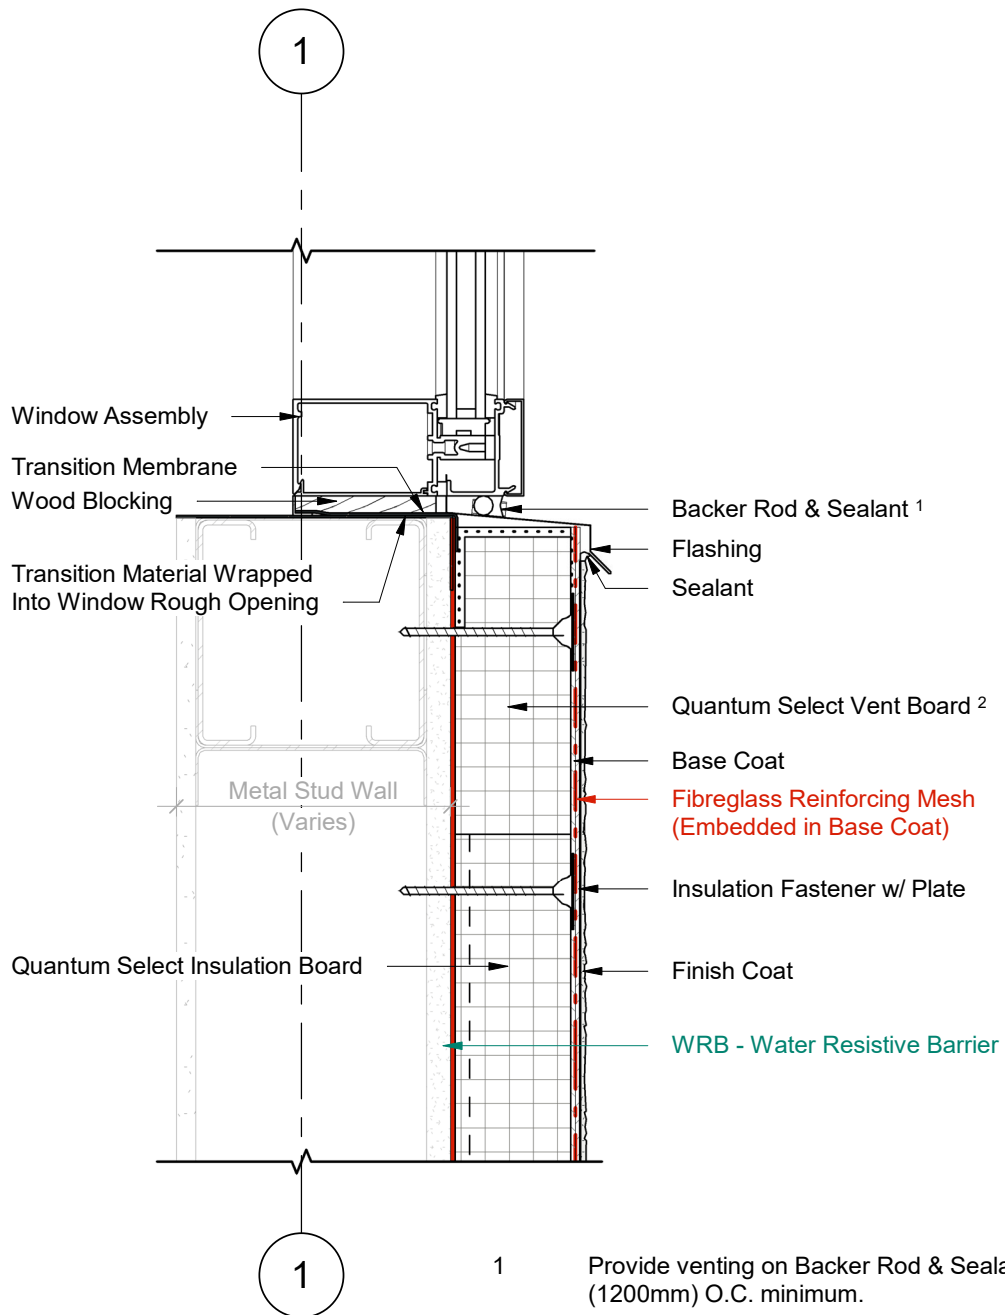 1
Window Assembly
Transition Membrane
Wood Blocking
Backer Rod & Sealant 1
Flashing
Transition Material Wrapped
Into Window Rough Opening
Sealant
Quantum Select Vent Board 2
Base Coat
Metal Stud Wall
(Varies)
Fibreglass Reinforcing Mesh
(Embedded in Base Coat)
Insulation Fastener w/ Plate
Quantum Select Insulation Board
Finish Coat
WRB - Water Resistive Barrier
1
1 Provide venting on Backer Rod & Seala
(1200mm) O.C. minimum.